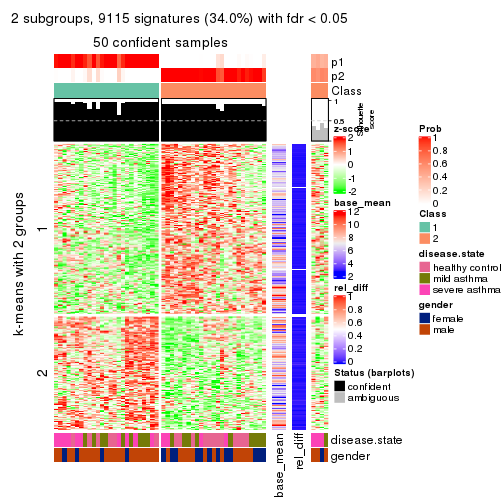 2 subgroups, 9115 signatures (34.0%) with fdr < 0.05
50 confident samples
p1
p2
Class
1
0.5
0
Silhouette
score
k-means with 2 groups
1
2
z-score
2
1
0
-1
-2
base_mean
12
10
8
6
4
2
rel_diff
1
0.8
0.6
0.4
0.2
0
Status (barplots)
confident
ambiguous
Prob
1
0.8
0.6
0.4
0.2
0
Class
1
2
disease.state
healthy control
mild asthma
severe asthma
gender
female
male
disease.state
gender
base_mean
rel_diff